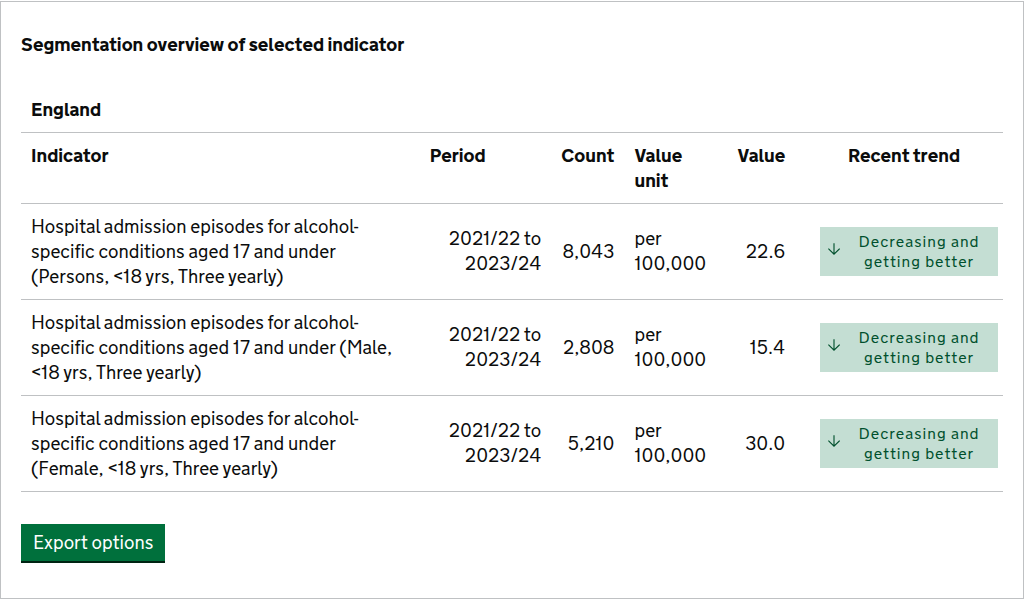 Segmentation overview of selected indicator
England
Indicator Period Count Value unit Value Recent trend
Hospital admission episodes for alcohol-
specific conditions aged 17 and under
(Persons, <18 yrs, Three yearly)
2021/22 to
2023/24
8,043
per
100,000
22.6
↓ Decreasing and
getting better
Hospital admission episodes for alcohol-
specific conditions aged 17 and under (Male,
<18 yrs, Three yearly)
2021/22 to
2023/24
2,808
per
100,000
15.4
↓ Decreasing and
getting better
Hospital admission episodes for alcohol-
specific conditions aged 17 and under
(Female, <18 yrs, Three yearly)
2021/22 to
2023/24
5,210
per
100,000
30.0
↓ Decreasing and
getting better
Export options